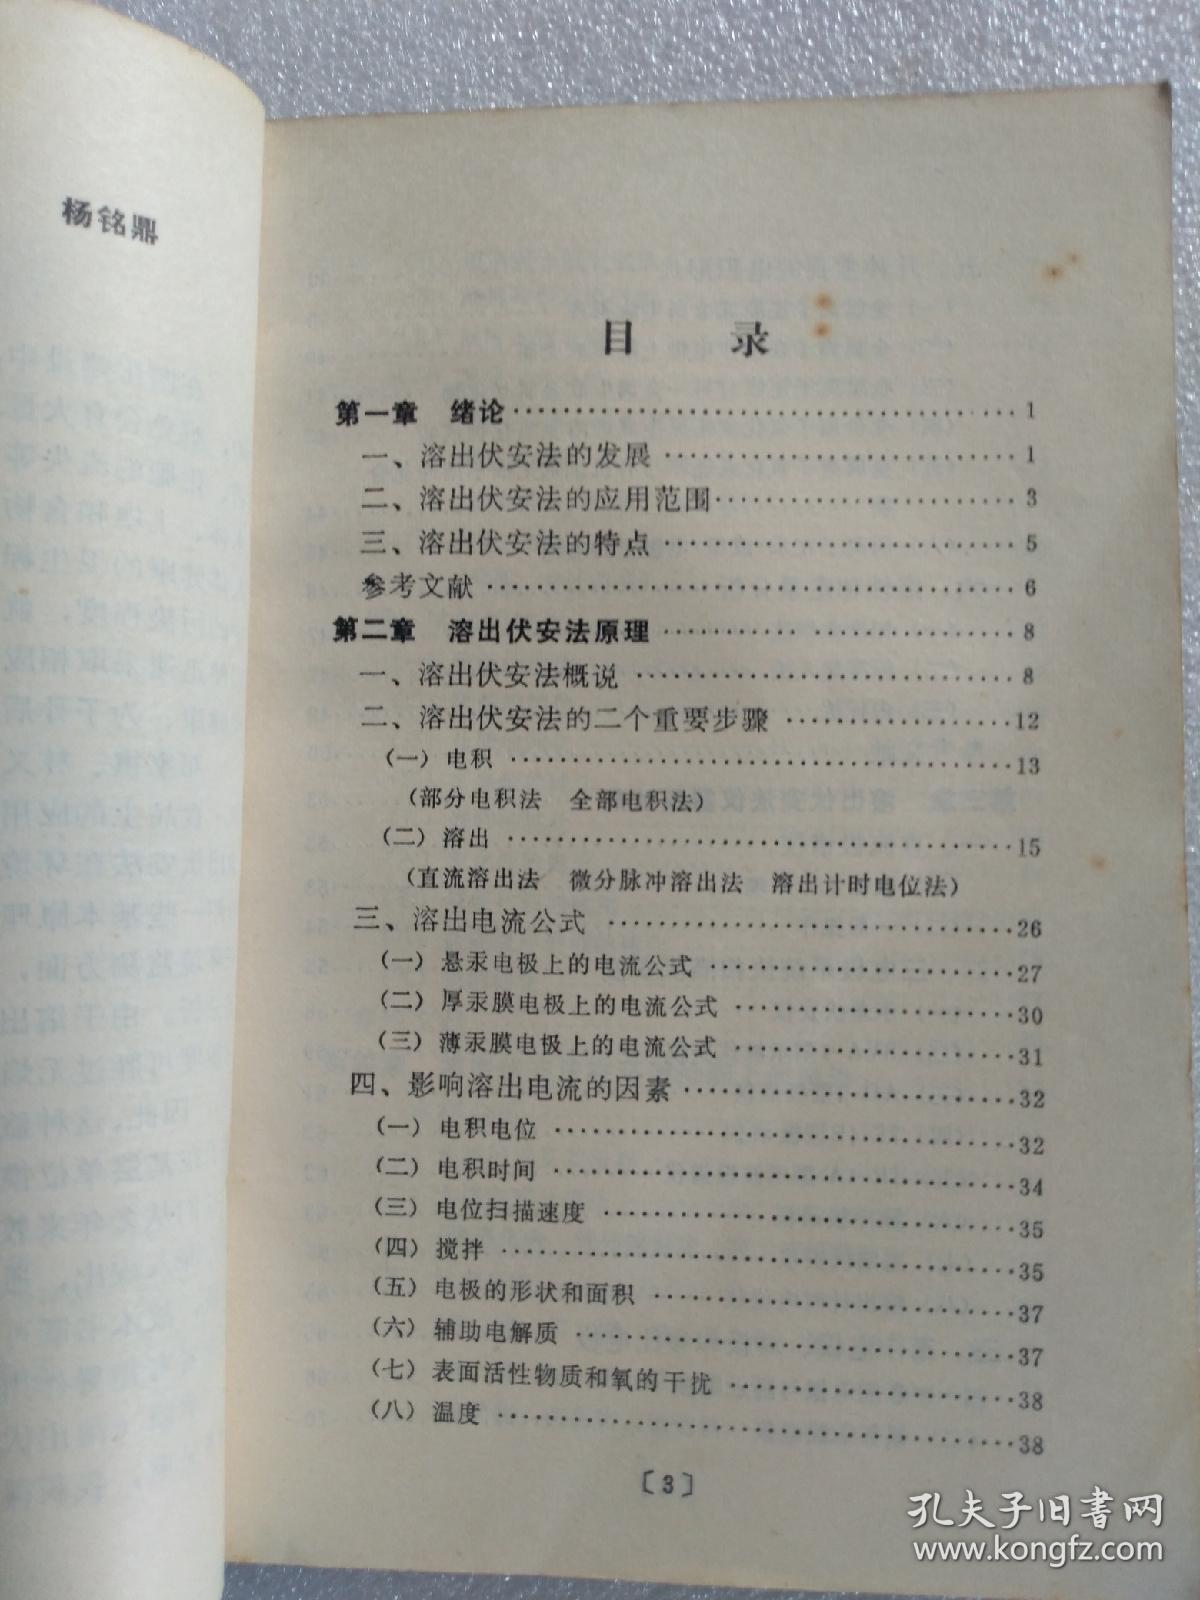 杨铭鼎
目 录
第一章 绪论…………………………1
一、溶出伏安法的发展…………………………1
二、溶出伏安法的应用范围…………………………3
三、溶出伏安法的特点…………………………5
参考文献…………………………6
第二章 溶出伏安法原理…………………………8
一、溶出伏安法概说…………………………8
二、溶出伏安法的二个重要步骤…………………………12
(一) 电积…………………………13
(部分电积法 全部电积法)
(二) 溶出…………………………15
(直流溶出法 微分脉冲溶出法 溶出计时电位法)
三、溶出电流公式…………………………26
(一) 悬汞电极上的电流公式…………………………27
(二) 厚汞膜电极上的电流公式…………………………30
(三) 薄汞膜电极上的电流公式…………………………31
四、影响溶出电流的因素…………………………32
(一) 电积电位…………………………32
(二) 电积时间…………………………34
(三) 电位扫描速度…………………………35
(四) 搅拌…………………………35
(五) 电极的形状和面积…………………………37
(六) 辅助电解质…………………………37
(七) 表面活性物质和氧的干扰…………………………38
(八) 温度…………………………38
〔3〕
孔夫子旧书网
www.kongfz.com